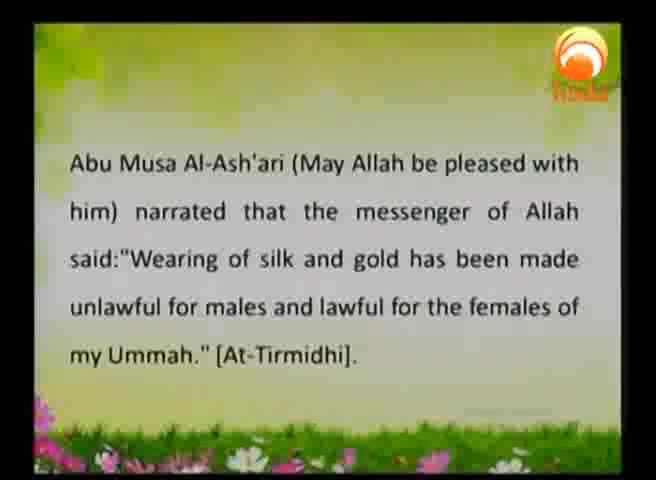 Huda
Abu Musa Al-Ash'ari (May Allah be pleased with
him) narrated that the messenger of Allah
said:"Wearing of silk and gold has been made
unlawful for males and lawful for the females of
my Ummah." [At-Tirmidhi].